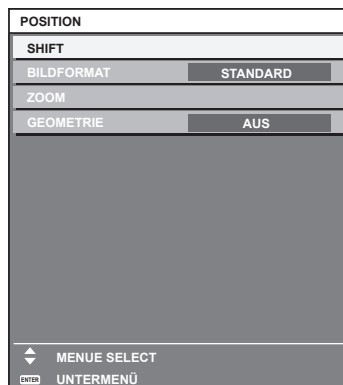 POSITION
SHIFT
BILDFORMAT STANDARD
ZOOM
GEOMETRIE AUS
MENUE SELECT
ENTER UNTERMENÜ